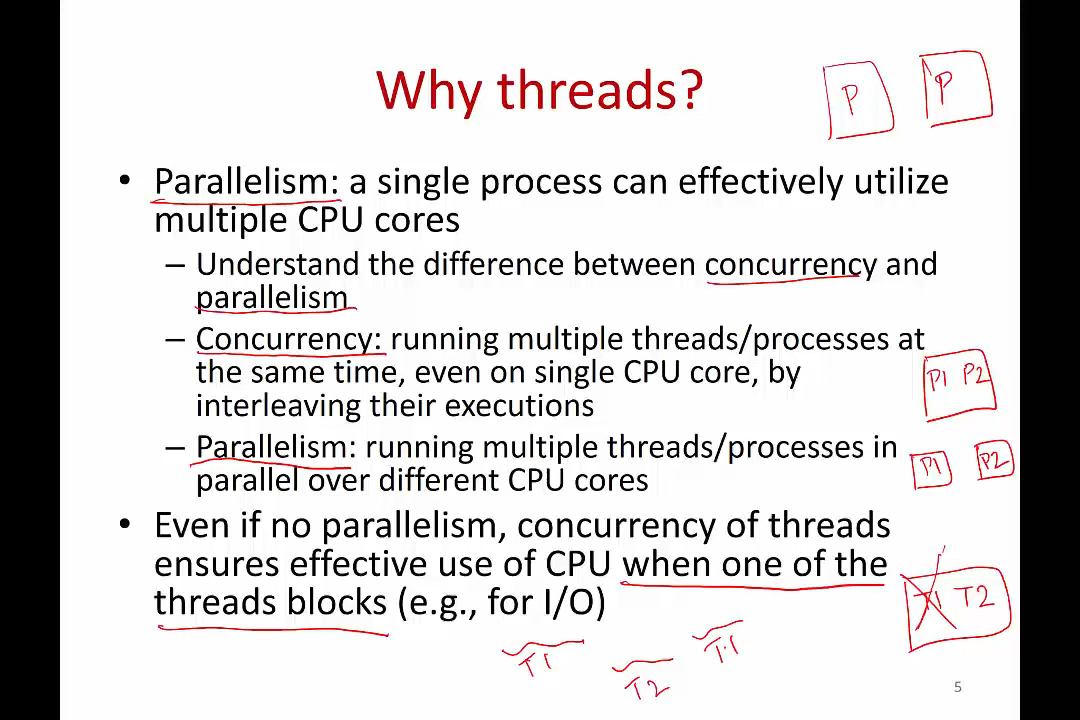 Why threads?
P P
• Parallelism: a single process can effectively utilize
multiple CPU cores
– Understand the difference between concurrency and
parallelism
– Concurrency: running multiple threads/processes at
the same time, even on single CPU core, by
interleaving their executions
P1 P2
– Parallelism: running multiple threads/processes in
parallel over different CPU cores
P1 P2
• Even if no parallelism, concurrency of threads
ensures effective use of CPU when one of the
threads blocks (e.g., for I/O)
T1 T2
T1 T2 T1
5